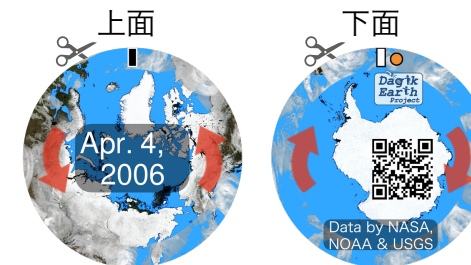 上面
下面
Apr. 4,
2006
Dagik
Earth
Project
Data by NASA,
NOAA & USGS